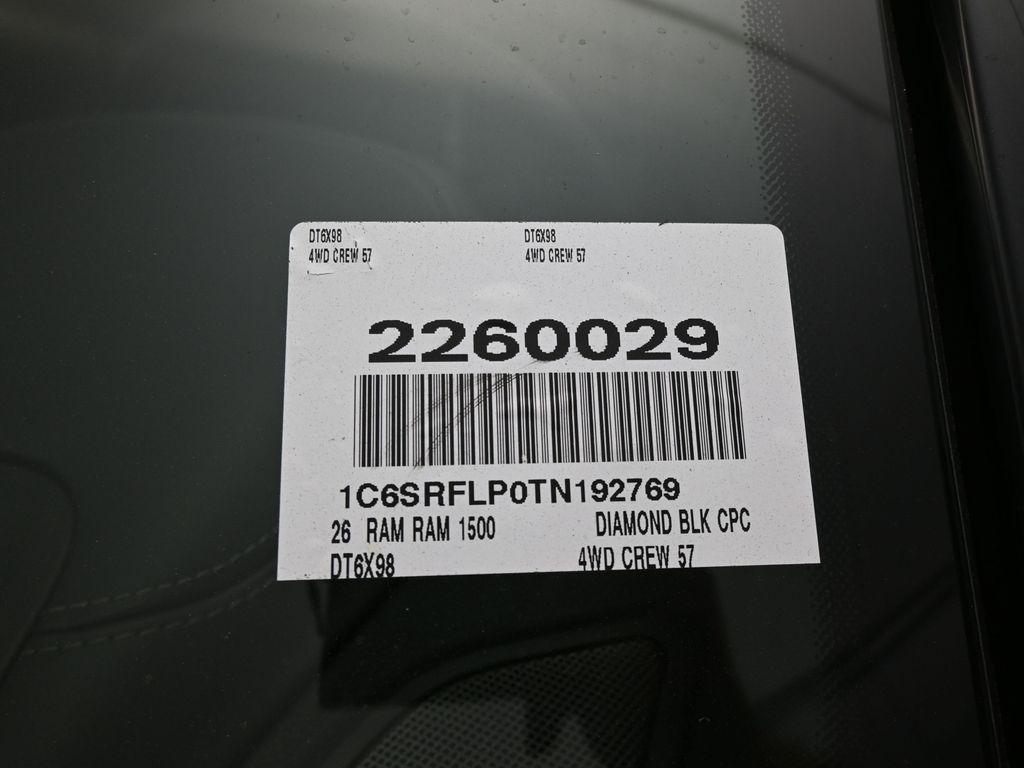 DT6X98 DT6X98
4WD CREW 57 4WD CREW 57
2260029
1C6SRFLP0TN192769
26 RAM RAM 1500 DIAMOND BLK CPC
DT6X98 4WD CREW 57